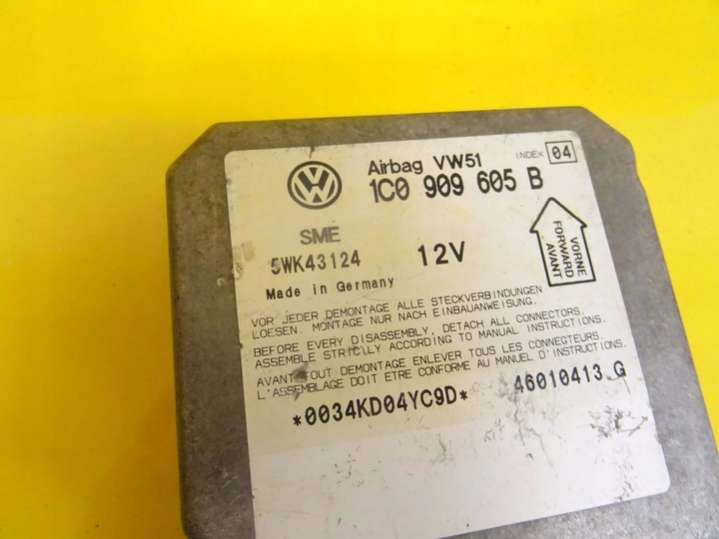 Airbag VW51 INDEX 04
1C0 909 605 B
SME
5WK43124 12V
Made in Germany
VORNE
FORWARD
AVANT
VOR JEDER DEMONTAGE ALLE STECKVERBINDUNGEN
LOESEN. MONTAGE NUR NACH EINBAUANWEISUNG.
BEFORE EVERY DISASSEMBLY, DETACH ALL CONNECTORS.
ASSEMBLE STRICTLY ACCORDING TO MANUAL INSTRUCTIONS.
AVANT TOUT DEMONTAGE ENLEVER TOUS LES CONNECTEURS.
L'ASSEMBLAGE DOIT ETRE CONFORME AU MANUEL D'INSTRUCTIONS.
*0034KD04YC9D* 46010413 G